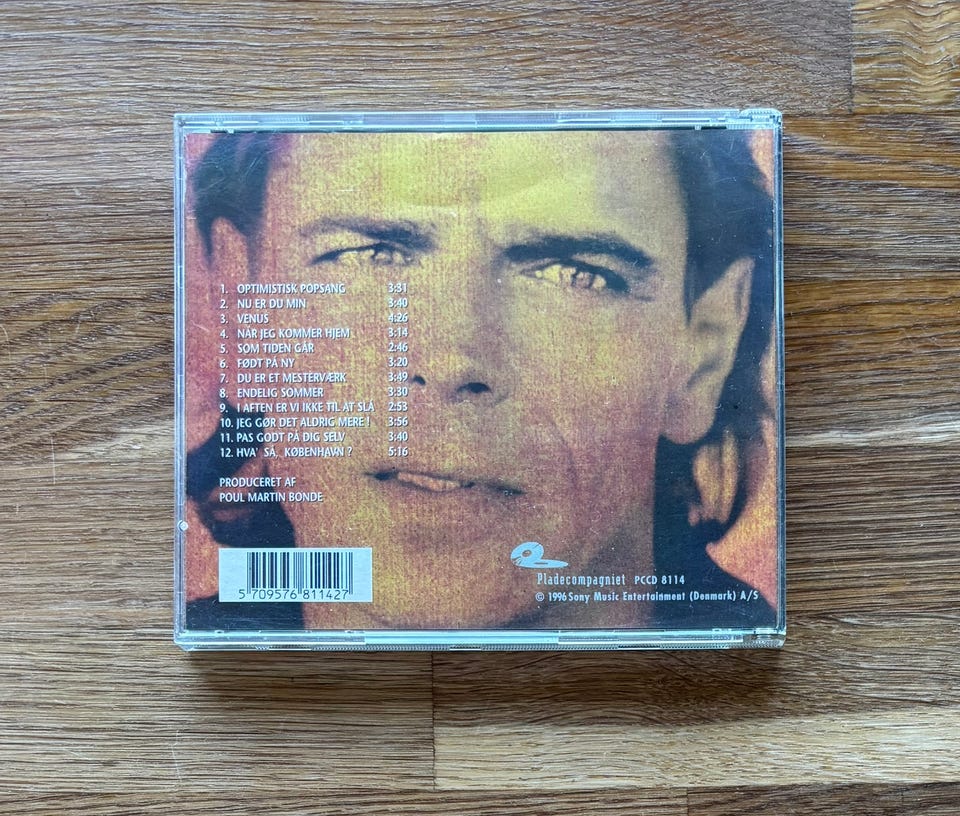 1. OPTIMISTISK POPSANG 3:31
2. NU ER DU MIN 3:40
3. VENUS 4:26
4. NÅR JEG KOMMER HJEM 3:14
5. SOM TIDEN GÅR 2:46
6. FØDT PÅ NY 3:20
7. DU ER ET MESTERVÆRK 3:49
8. ENDELIG SOMMER 3:30
9. I AFTEN ER VI IKKE TIL AT SLÅ 2:53
10. JEG GØR DET ALDRIG MERE ! 3:56
11. PAS GODT PÅ DIG SELV 3:40
12. HVA' SÅ, KØBENHAVN ? 5:16
PRODUCERET AF
POUL MARTIN BONDE
5 709576 811427
Pladecompagniet PCCD 8114
© 1996 Sony Music Entertainment (Denmark) A/S